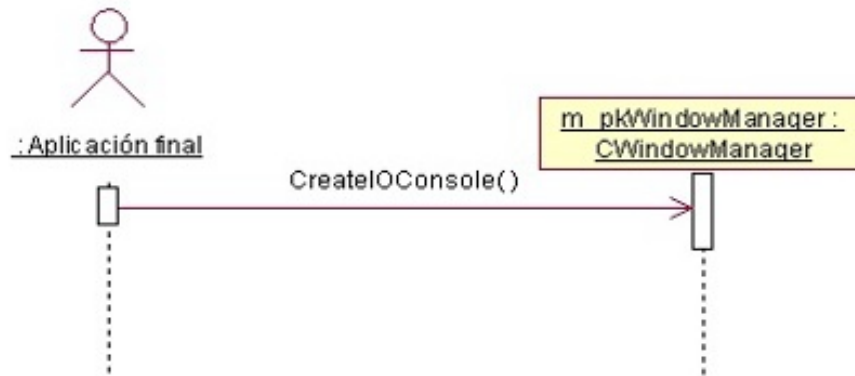 : Aplicación final
m_pkWindowManager :
CWindowManager
CreateIOConsole()